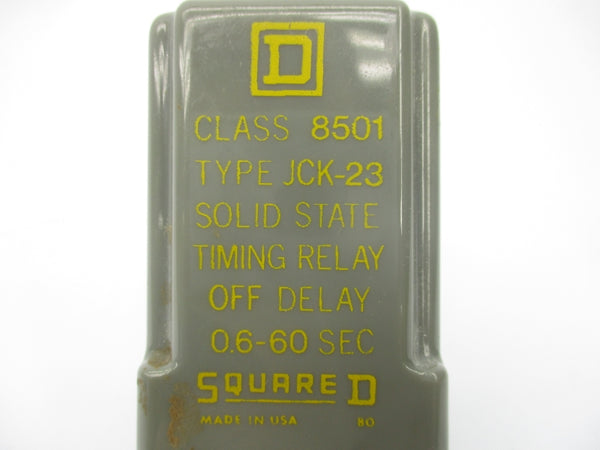 D
CLASS 8501
TYPE JCK-23
SOLID STATE
TIMING RELAY
OFF DELAY
0.6-60 SEC
SQUARE D
MADE IN USA 80